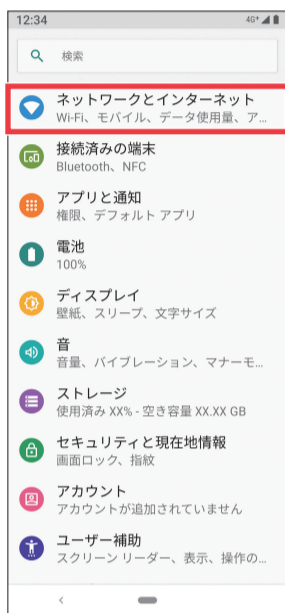 12:34 4G+
検索
ネットワークとインターネット
Wi-Fi、モバイル、データ使用量、ア...
接続済みの端末
Bluetooth、NFC
アプリと通知
権限、デフォルト アプリ
電池
100%
ディスプレイ
壁紙、スリープ、文字サイズ
音
音量、バイブレーション、マナーモ...
ストレージ
使用済み XX% - 空き容量 XX.XX GB
セキュリティと現在地情報
画面ロック、指紋
アカウント
アカウントが追加されていません
ユーザー補助
スクリーン リーダー、表示、操作の...